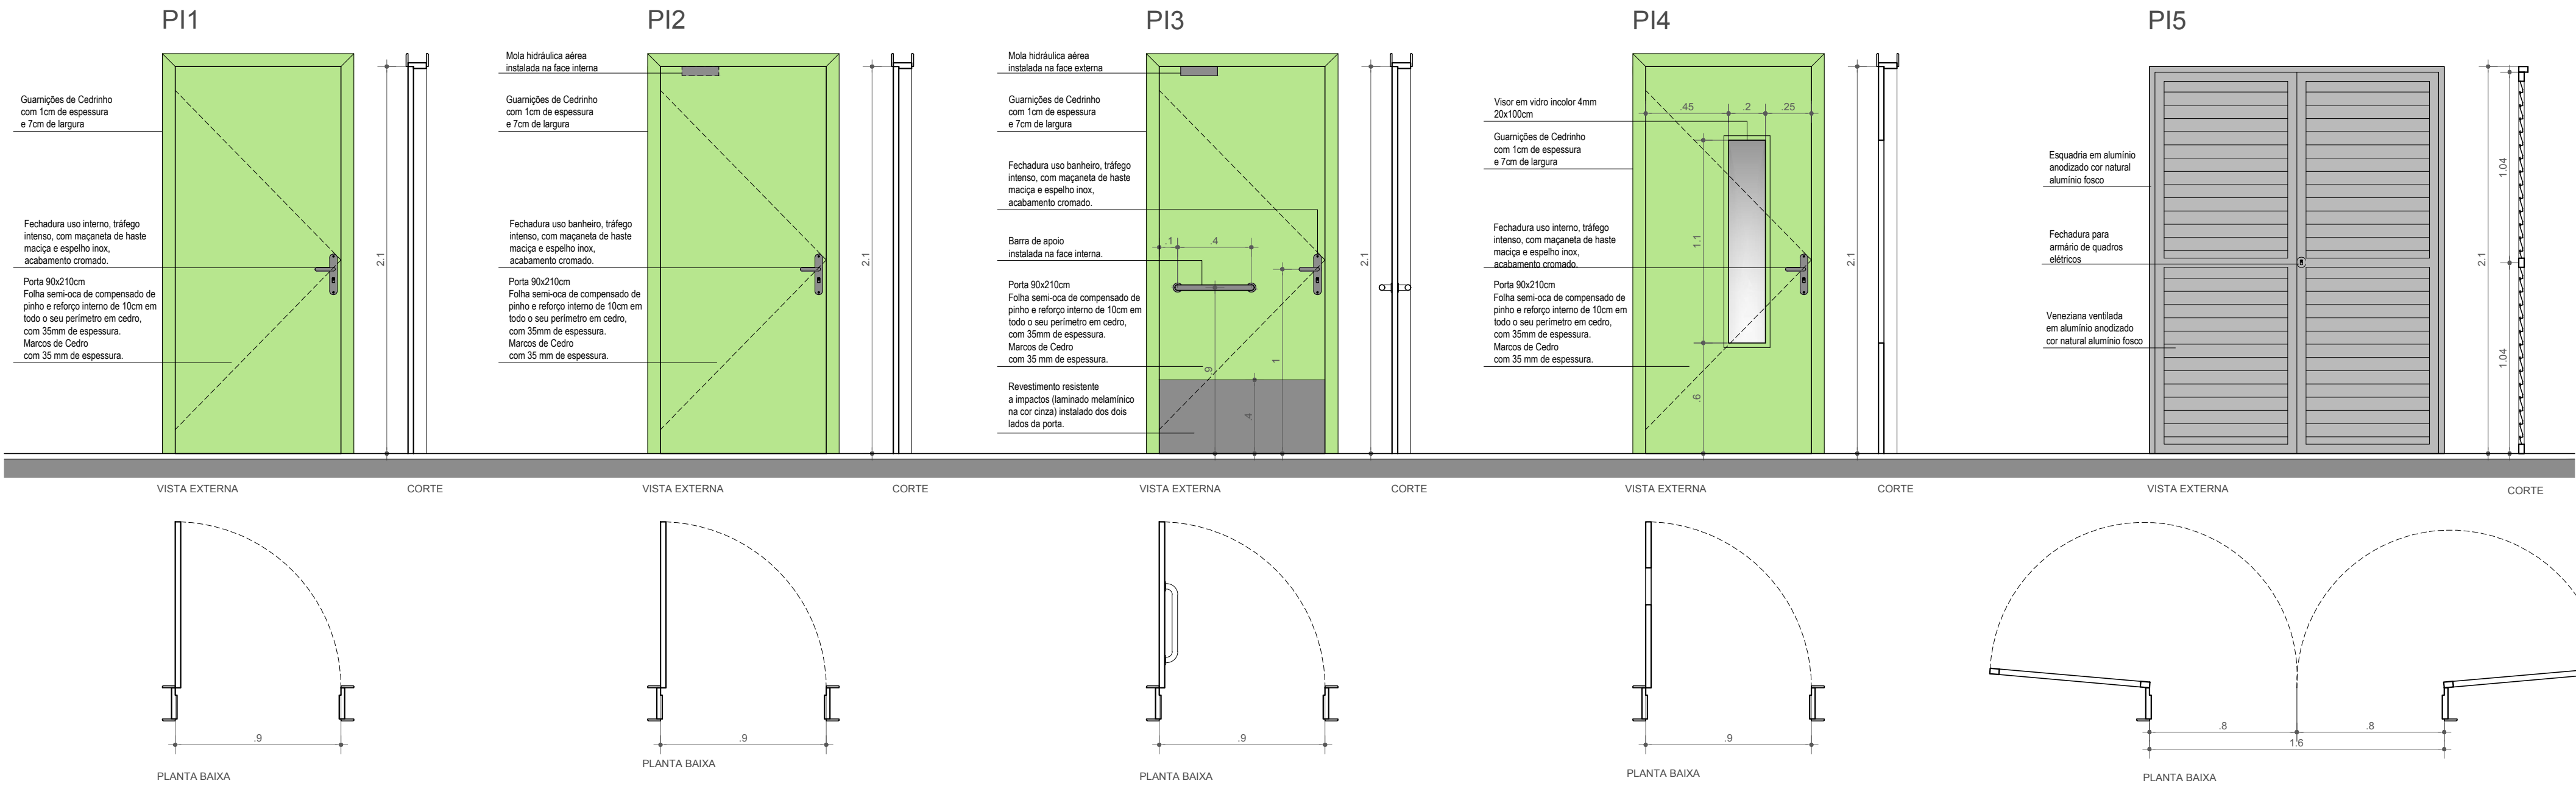 PI1
Guarnições de Cedrinho
com 1cm de espessura
e 7cm de largura
Fechadura uso interno, tráfego
intenso, com maçaneta de haste
maciça e espelho inox,
acabamento cromado.
Porta 90x210cm
Folha semi-oca de compensado de
pinho e reforço interno de 10cm em
todo o seu perímetro em cedro,
com 35mm de espessura.
Marcos de Cedro
com 35 mm de espessura.
2.1
VISTA EXTERNA
CORTE
.9
PLANTA BAIXA
PI2
Mola hidráulica aérea
instalada na face interna
Guarnições de Cedrinho
com 1cm de espessura
e 7cm de largura
Fechadura uso banheiro, tráfego
intenso, com maçaneta de haste
maciça e espelho inox,
acabamento cromado.
Porta 90x210cm
Folha semi-oca de compensado de
pinho e reforço interno de 10cm em
todo o seu perímetro em cedro,
com 35mm de espessura.
Marcos de Cedro
com 35 mm de espessura.
2.1
VISTA EXTERNA
CORTE
.9
PLANTA BAIXA
PI3
Mola hidráulica aérea
instalada na face externa
Guarnições de Cedrinho
com 1cm de espessura
e 7cm de largura
Fechadura uso banheiro, tráfego
intenso, com maçaneta de haste
maciça e espelho inox,
acabamento cromado.
Barra de apoio
instalada na face interna.
Porta 90x210cm
Folha semi-oca de compensado de
pinho e reforço interno de 10cm em
todo o seu perímetro em cedro,
com 35mm de espessura.
Marcos de Cedro
com 35 mm de espessura.
Revestimento resistente
a impactos (laminado melamínico
na cor cinza) instalado dos dois
lados da porta.
.1
.4
.9
.4
1
2.1
VISTA EXTERNA
CORTE
.9
PLANTA BAIXA
PI4
Visor em vidro incolor 4mm
20x100cm
Guarnições de Cedrinho
com 1cm de espessura
e 7cm de largura
Fechadura uso interno, tráfego
intenso, com maçaneta de haste
maciça e espelho inox,
acabamento cromado.
Porta 90x210cm
Folha semi-oca de compensado de
pinho e reforço interno de 10cm em
todo o seu perímetro em cedro,
com 35mm de espessura.
Marcos de Cedro
com 35 mm de espessura.
.45
.2
.25
1.1
.6
2.1
VISTA EXTERNA
CORTE
.9
PLANTA BAIXA
PI5
Esquadria em alumínio
anodizado cor natural
alumínio fosco
Fechadura para
armário de quadros
elétricos
Veneziana ventilada
em alumínio anodizado
cor natural alumínio fosco
2.1
1.04
1.04
VISTA EXTERNA
CORTE
.8
.8
1.6
PLANTA BAIXA